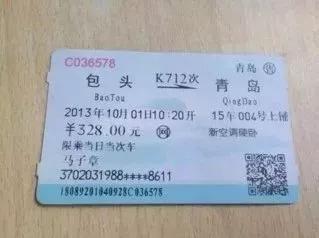 C036578 青岛 售
包头 K712次 青岛
BaoTou QingDao
2013年10月01日10:20开 15车004号上铺
￥328.00元 网 新空调硬卧
限乘当日当次车
马子章
3702031988****8611
18089201040928C036578